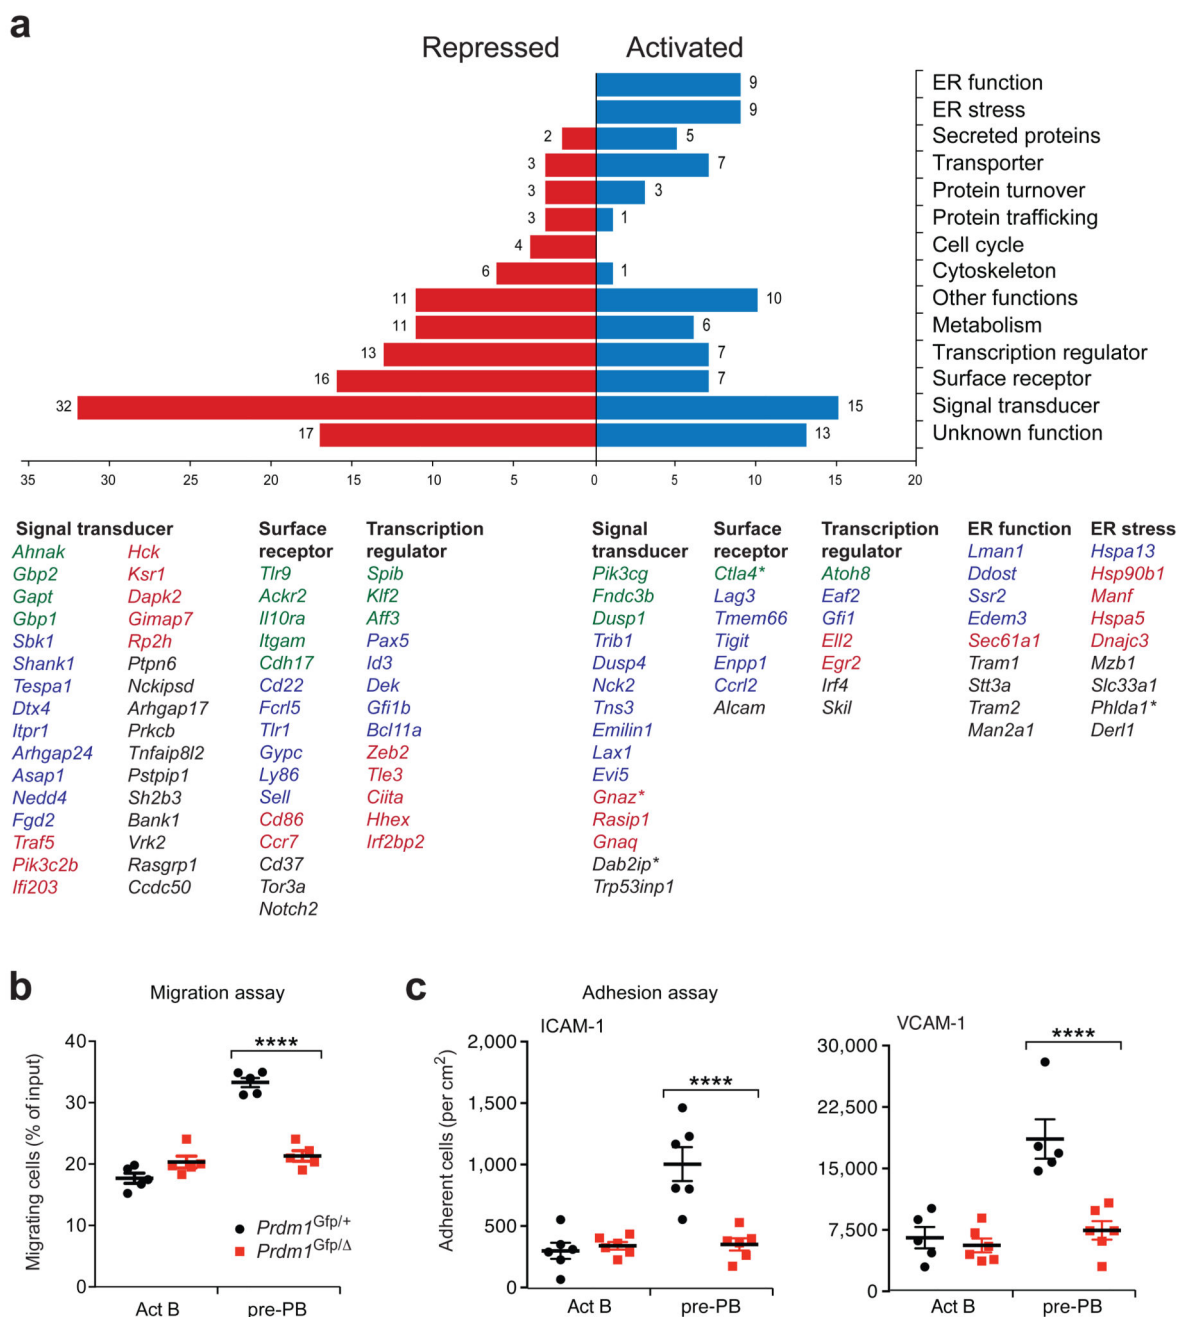 a
Repressed Activated
9 ER function
9 ER stress
2 5 Secreted proteins
3 7 Transporter
3 3 Protein turnover
3 1 Protein trafficking
4 Cell cycle
6 1 Cytoskeleton
11 10 Other functions
11 6 Metabolism
13 7 Transcription regulator
16 7 Surface receptor
32 15 Signal transducer
17 13 Unknown function
35 30 25 20 15 10 5 0 5 10 15 20
Signal transducer
Ahnak
Gbp2
Gapt
Gbp1
Sbk1
Shank1
Tespa1
Dtx4
Itpr1
Arhgap24
Asap1
Nedd4
Fgd2
Traf5
Pik3c2b
Ifi203
Hck
Ksr1
Dapk2
Gimap7
Rp2h
Ptpn6
Nckipsd
Arhgap17
Prkcb
Tnfaip8l2
Pstpip1
Sh2b3
Bank1
Vrk2
Rasgrp1
Ccdc50
Surface
receptor
Tlr9
Ackr2
Il10ra
Itgam
Cdh17
Cd22
Fcrl5
Tlr1
Gypc
Ly86
Sell
Cd86
Ccr7
Cd37
Tor3a
Notch2
Transcription
regulator
Spib
Klf2
Aff3
Pax5
Id3
Dek
Gfi1b
Bcl11a
Zeb2
Tle3
Ciita
Hhex
Irf2bp2
Signal
transducer
Pik3cg
Fndc3b
Dusp1
Trib1
Dusp4
Nck2
Tns3
Emilin1
Lax1
Evi5
Gnaz*
Rasip1
Gnaq
Dab2ip*
Trp53inp1
Surface
receptor
Ctla4*
Lag3
Tmem66
Tigit
Enpp1
Ccrl2
Alcam
Transcription
regulator
Atoh8
Eaf2
Gfi1
Ell2
Egr2
Irf4
Skil
ER function
Lman1
Ddost
Ssr2
Edem3
Sec61a1
Tram1
Stt3a
Tram2
Man2a1
ER stress
Hspa13
Hsp90b1
Manf
Hspa5
Dnajc3
Mzb1
Slc33a1
Phlda1*
Derl1
b
Migration assay
Migrating cells (% of input)
40
30
20
10
0
****
Prdm1Gfp/+
Prdm1Gfp/Δ
Act B pre-PB
c
Adhesion assay
ICAM-1
Adherent cells (per cm2)
2,000
1,500
1,000
500
0
****
Act B pre-PB
VCAM-1
30,000
22,500
15,000
7,500
0
****
Act B pre-PB